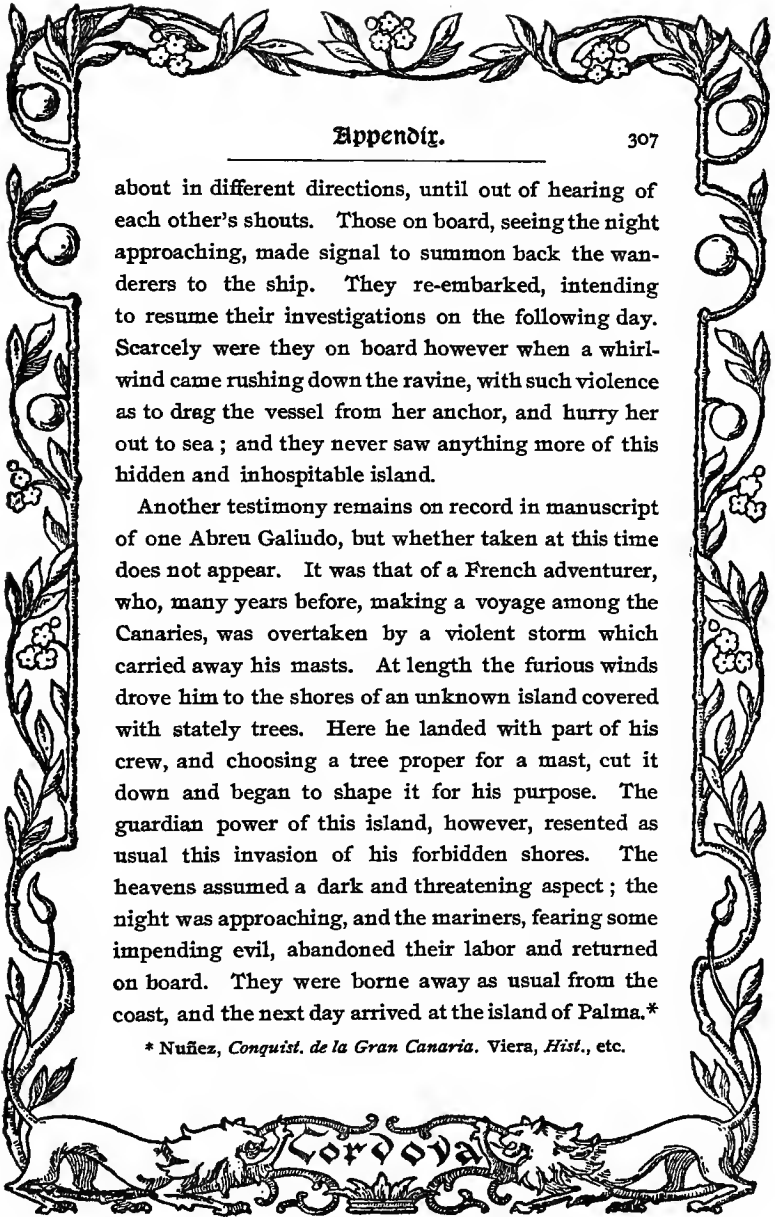 Appendix. 307
about in different directions, until out of hearing of
each other's shouts. Those on board, seeing the night
approaching, made signal to summon back the wan-
derers to the ship. They re-embarked, intending
to resume their investigations on the following day.
Scarcely were they on board however when a whirl-
wind came rushing down the ravine, with such violence
as to drag the vessel from her anchor, and hurry her
out to sea ; and they never saw anything more of this
hidden and inhospitable island.
Another testimony remains on record in manuscript
of one Abreu Galindo, but whether taken at this time
does not appear. It was that of a French adventurer,
who, many years before, making a voyage among the
Canaries, was overtaken by a violent storm which
carried away his masts. At length the furious winds
drove him to the shores of an unknown island covered
with stately trees. Here he landed with part of his
crew, and choosing a tree proper for a mast, cut it
down and began to shape it for his purpose. The
guardian power of this island, however, resented as
usual this invasion of his forbidden shores. The
heavens assumed a dark and threatening aspect ; the
night was approaching, and the mariners, fearing some
impending evil, abandoned their labor and returned
on board. They were borne away as usual from the
coast, and the next day arrived at the island of Palma.*
* Nuñez, Conquist. de la Gran Canaria. Viera, Hist., etc.
Cordova